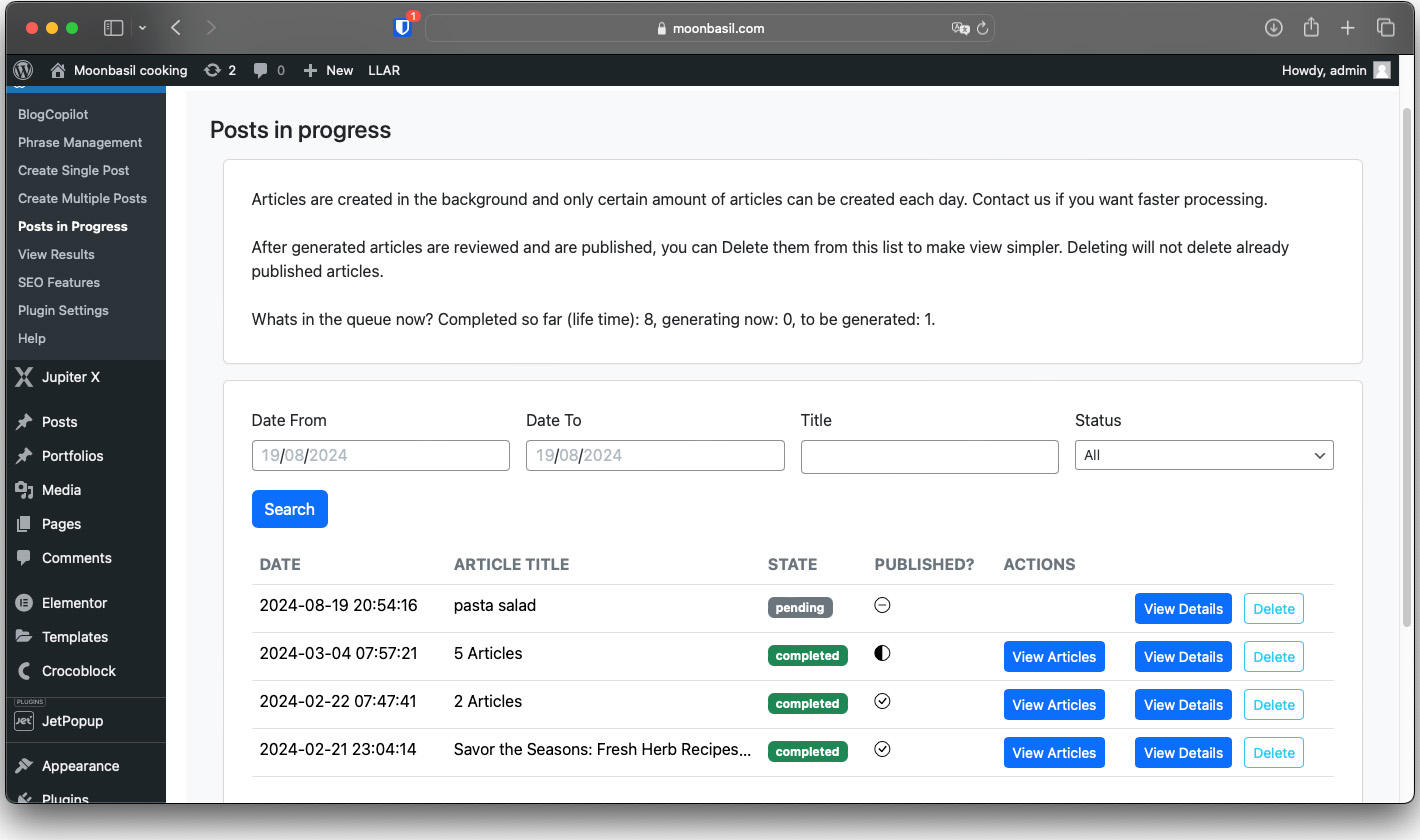 1
moonbasil.com
Moonbasil cooking 2 0 New LLAR Howdy, admin
BlogCopilot
Phrase Management
Create Single Post
Create Multiple Posts
Posts in Progress
View Results
SEO Features
Plugin Settings
Help
Jupiter X
Posts
Portfolios
Media
Pages
Comments
Elementor
Templates
Crocoblock
PLUGINS
Jet JetPopup
Appearance
Plugins
Posts in progress
Articles are created in the background and only certain amount of articles can be created each day. Contact us if you want faster processing.
After generated articles are reviewed and are published, you can Delete them from this list to make view simpler. Deleting will not delete already
published articles.
Whats in the queue now? Completed so far (life time): 8, generating now: 0, to be generated: 1.
Date From Date To Title Status
19/08/2024 19/08/2024 All
Search
DATE ARTICLE TITLE STATE PUBLISHED? ACTIONS
2024-08-19 20:54:16 pasta salad pending View Details Delete
2024-03-04 07:57:21 5 Articles completed View Articles View Details Delete
2024-02-22 07:47:41 2 Articles completed View Articles View Details Delete
2024-02-21 23:04:14 Savor the Seasons: Fresh Herb Recipes... completed View Articles View Details Delete